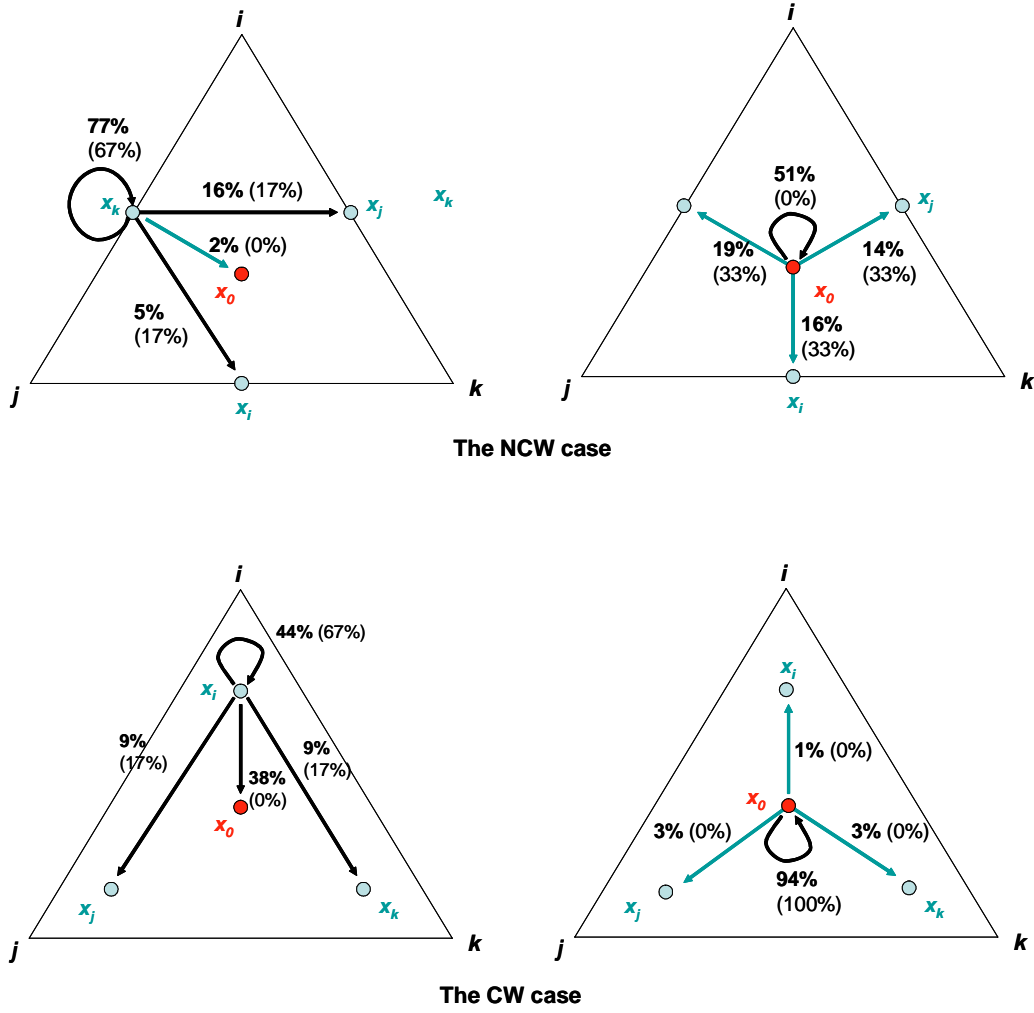 i
77%
(67%)
16% (17%)
x_k
x_j
x_k
2% (0%)
x_0
5%
(17%)
j
k
x_i
i
51%
(0%)
x_j
19%
(33%)
14%
(33%)
x_0
16%
(33%)
j
k
x_i
The NCW case
i
44% (67%)
x_i
9%
(17%)
9%
(17%)
38%
(0%)
x_0
x_j
x_k
j
k
i
x_i
1% (0%)
x_0
3% (0%)
3% (0%)
94%
(100%)
x_j
x_k
j
k
The CW case